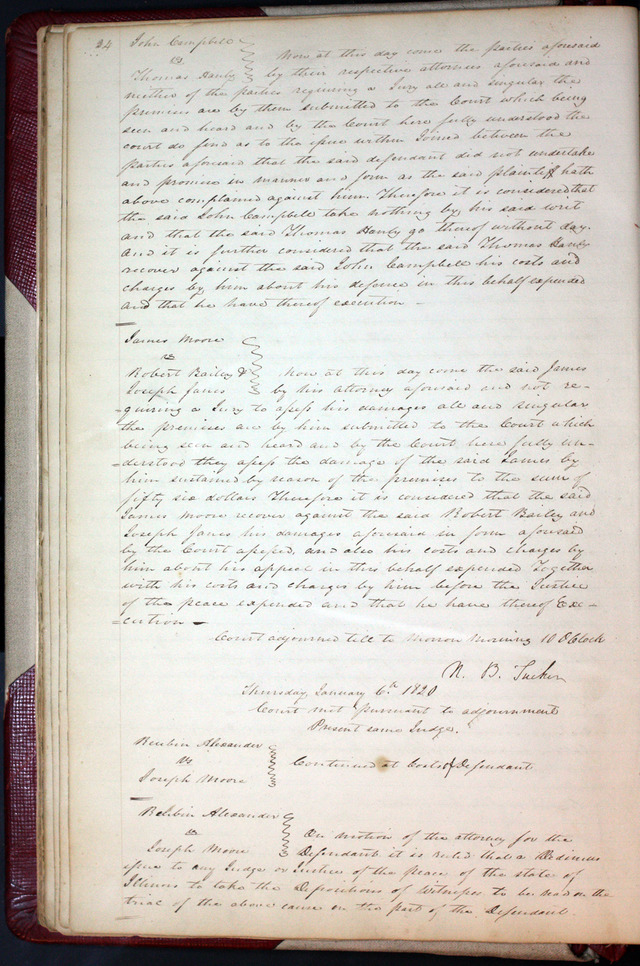 34 John Campbell
vs Now at this day come the parties aforesaid
Thomas Hanly by their respective attornies aforesaid and
neither of the parties requiring a Jury all and singular the
premises are by them submitted to the Court which being
seen and heard and by the Court here fully understood the
court do find as to the issue within Joined between the
parties aforesaid that the said defendant did not undertake
and promise in manner and form as the said plaintiff hath
above complained against him. Therefore it is considered that
the said John Campbell take nothing by his said writ
and that the said Thomas Hanly go thereof without day.
And it is further considered that the said Thomas Hanly
recover against the said John Campbell his costs and
charges by him about his defence in this behalf expended
and that he have thereof execution -
James Moore
vs
Robert Bailey & Now at this day come the said James
Joseph Janes by his attorney aforesaid and not re-
-quiring a Jury to assess his damages all and singular
the premises are by him submitted to the Court which
being seen and heard and by the Court here fully un-
=derstood they assess the damage of the said James by
him sustained by reason of the premises to the sum of
fifty six dollars Therefore it is considered that the said
James Moore recover against the said Robert Bailey and
Joseph Janes his damages aforesaid in form aforesaid
by the Court assessed, and also his costs and charges by
him about his appeal in this behalf expended Together
with his costs and charges by him before the Justice
of the peace expended and that he have thereof Exe-
=cution -
Court adjourned till to Morrow Morning 10 O Clock
N. B. Tucker
Thursday January 6th 1820
Court met pursuant to adjournment
Present same Judge.
Reubin Alexander
vs Continued at Costs of Defendant
Joseph Moore
Reubin Alexander
vs On motion of the attorney for the
Joseph Moore Defendant it is ruled that a Dedimus
issue to any Judge or Justice of the peace of the state of
Illinois to take the Depositions of Witnesses to be read on the
trial of the above cause on the part of the Defendant